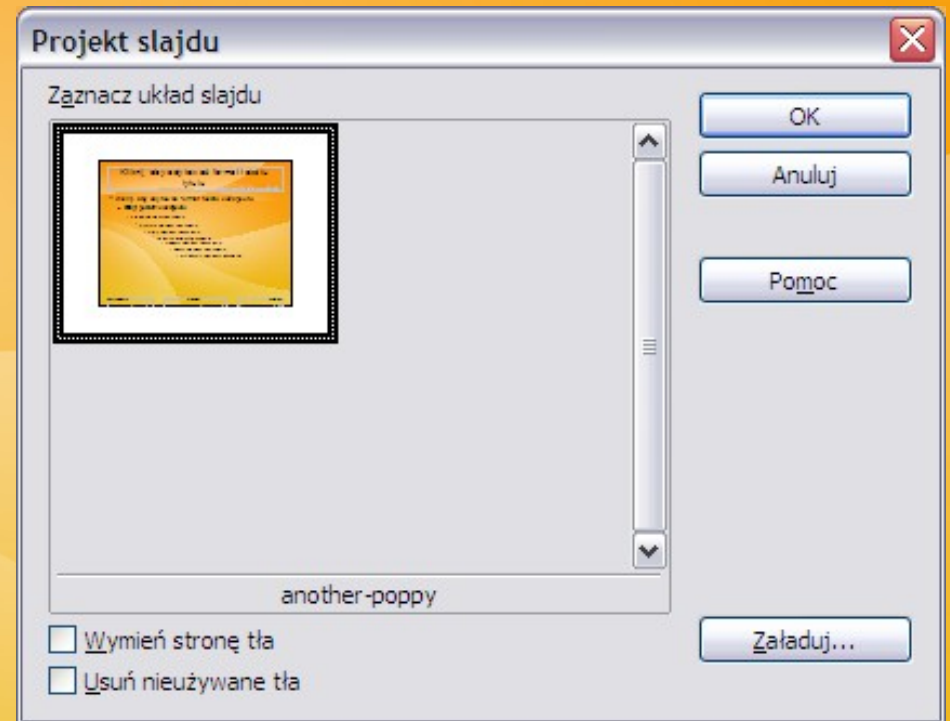 Projekt slajdu
Zaznacz układ slajdu
OK
Anuluj
Pomoc
another-poppy
Wymień stronę tła
Usuń nieużywane tła
Załaduj...